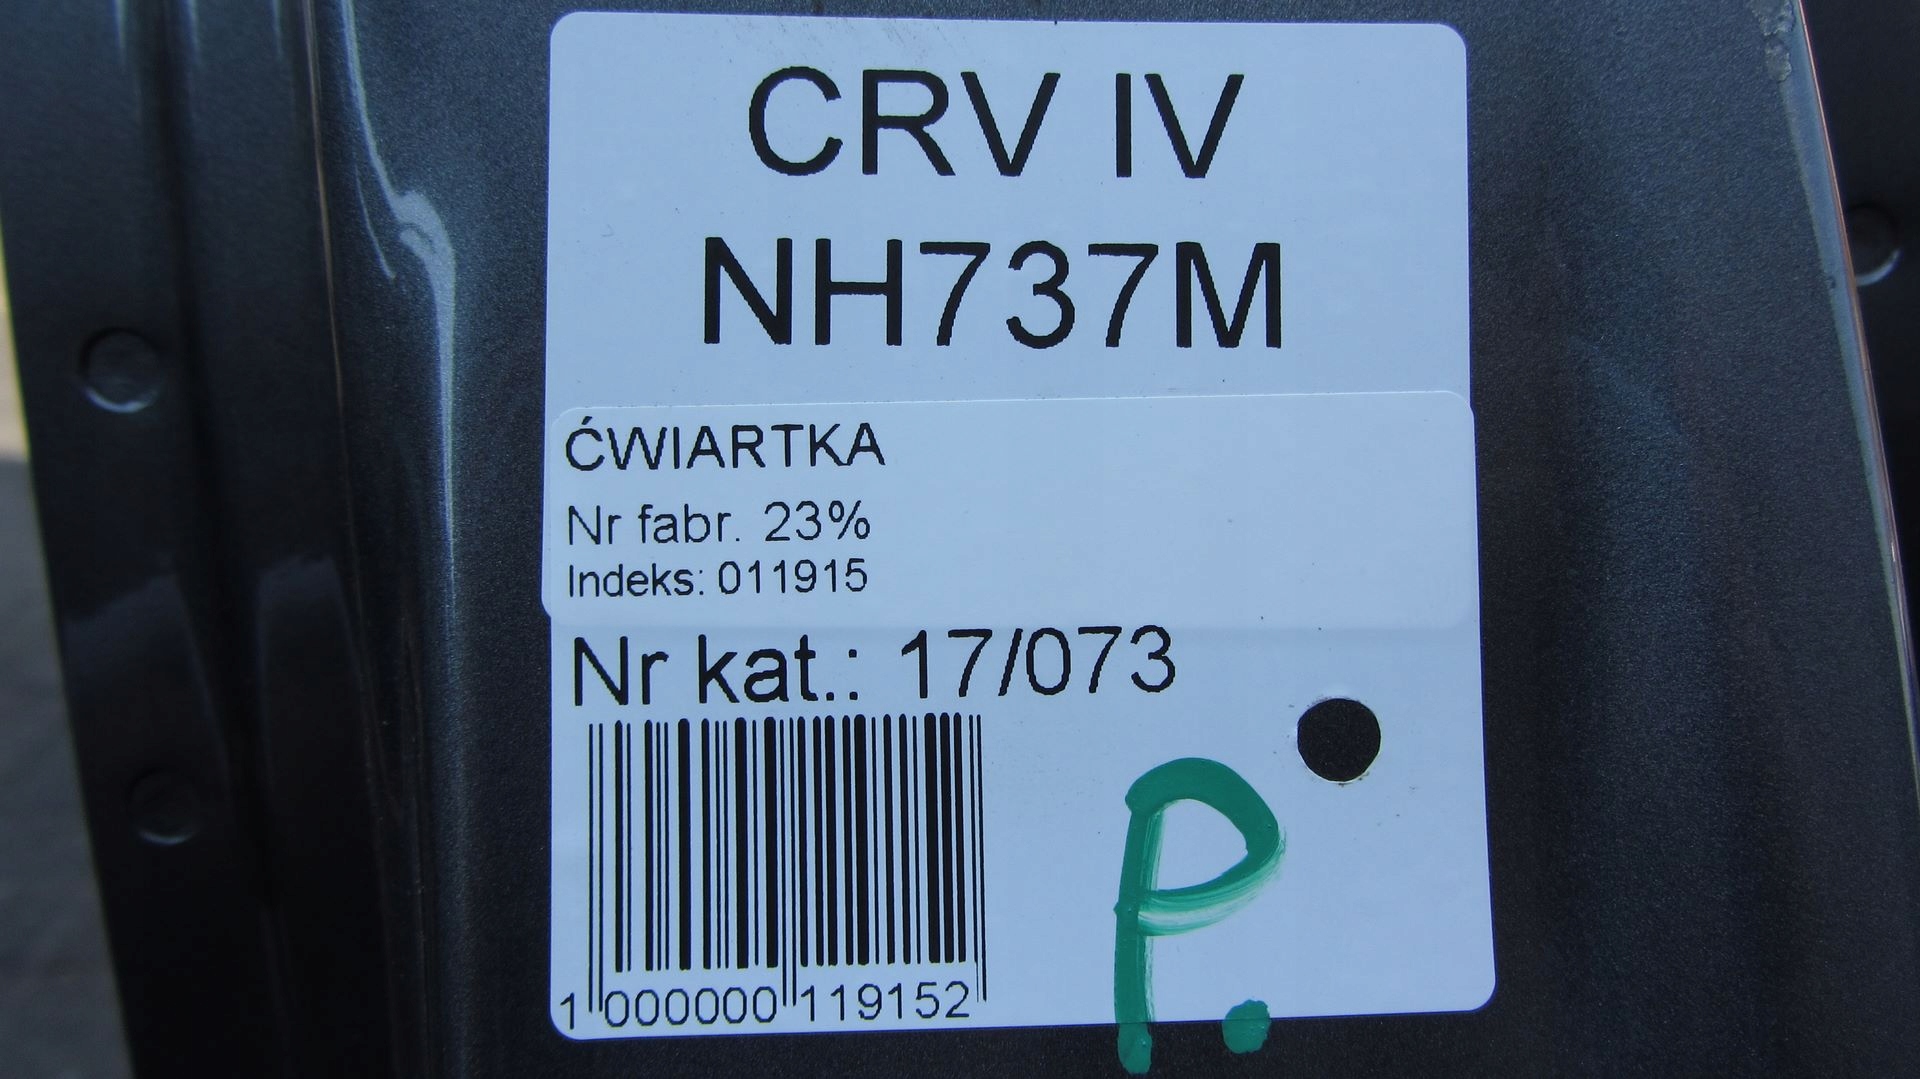 CRV IV
NH737M
ĆWIARTKA
Nr fabr. 23%
Indeks: 011915
Nr kat.: 17/073
1 000000 119152
P.